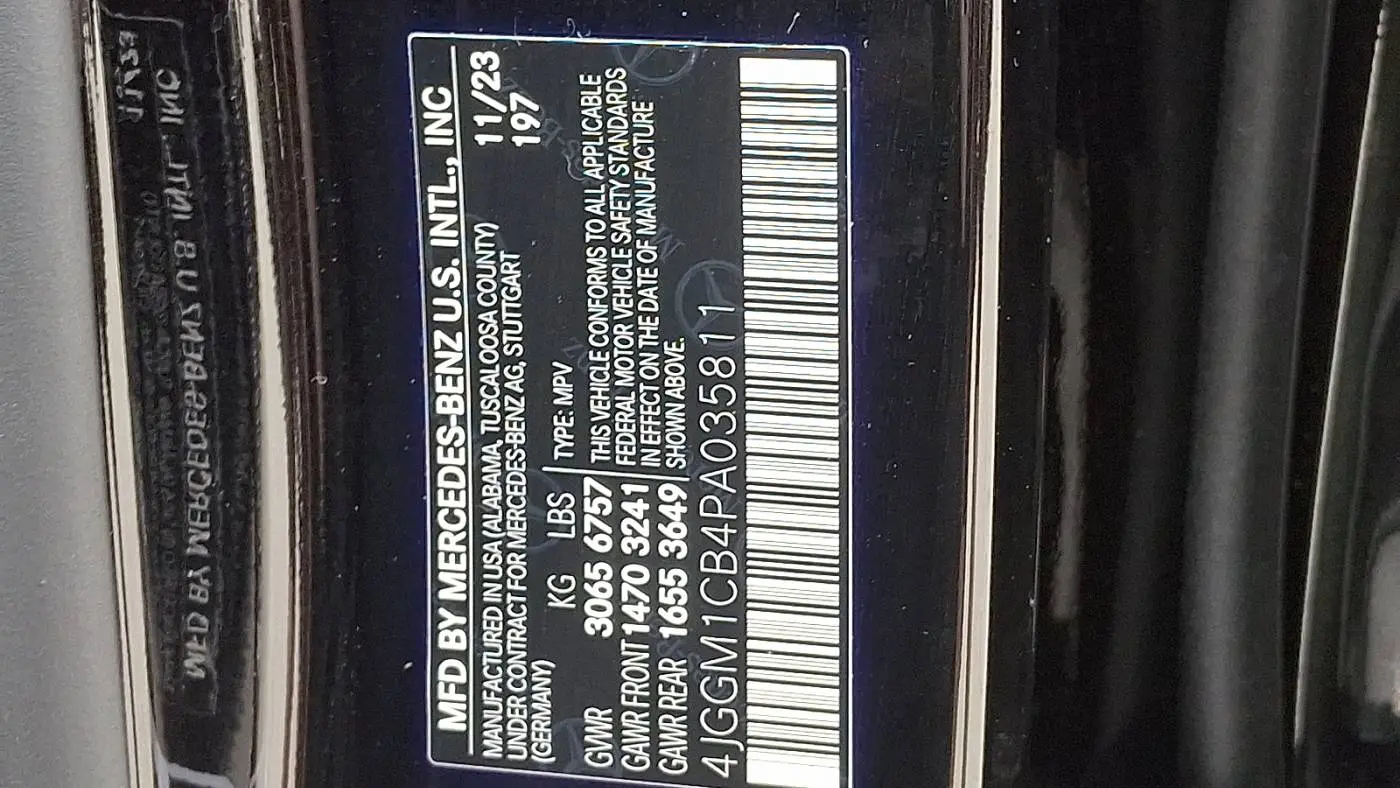 MFD BY MERCEDES-BENZ U.S. INTL., INC
MANUFACTURED IN USA (ALABAMA, TUSCALOOSA COUNTY) 11/23
UNDER CONTRACT FOR MERCEDES-BENZ AG, STUTTGART 197
(GERMANY)
KG LBS TYPE: MPV
GVWR 3065 6757 THIS VEHICLE CONFORMS TO ALL APPLICABLE
GAWR FRONT 1470 3241 FEDERAL MOTOR VEHICLE SAFETY STANDARDS
GAWR REAR 1655 3649 IN EFFECT ON THE DATE OF MANUFACTURE
SHOWN ABOVE.
4JGGM1CB4PA035811